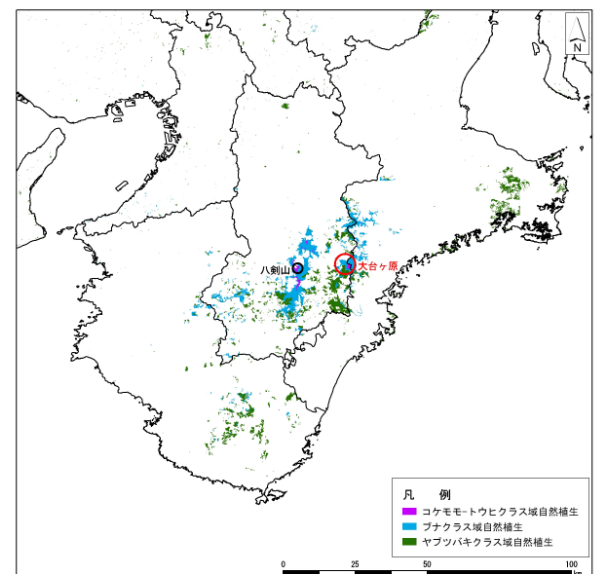 N
八剣山
大台ヶ原
凡 例
コケモモートウヒクラス域自然植生
ブナクラス域自然植生
ヤブツバキクラス域自然植生
0 25 50 100
km